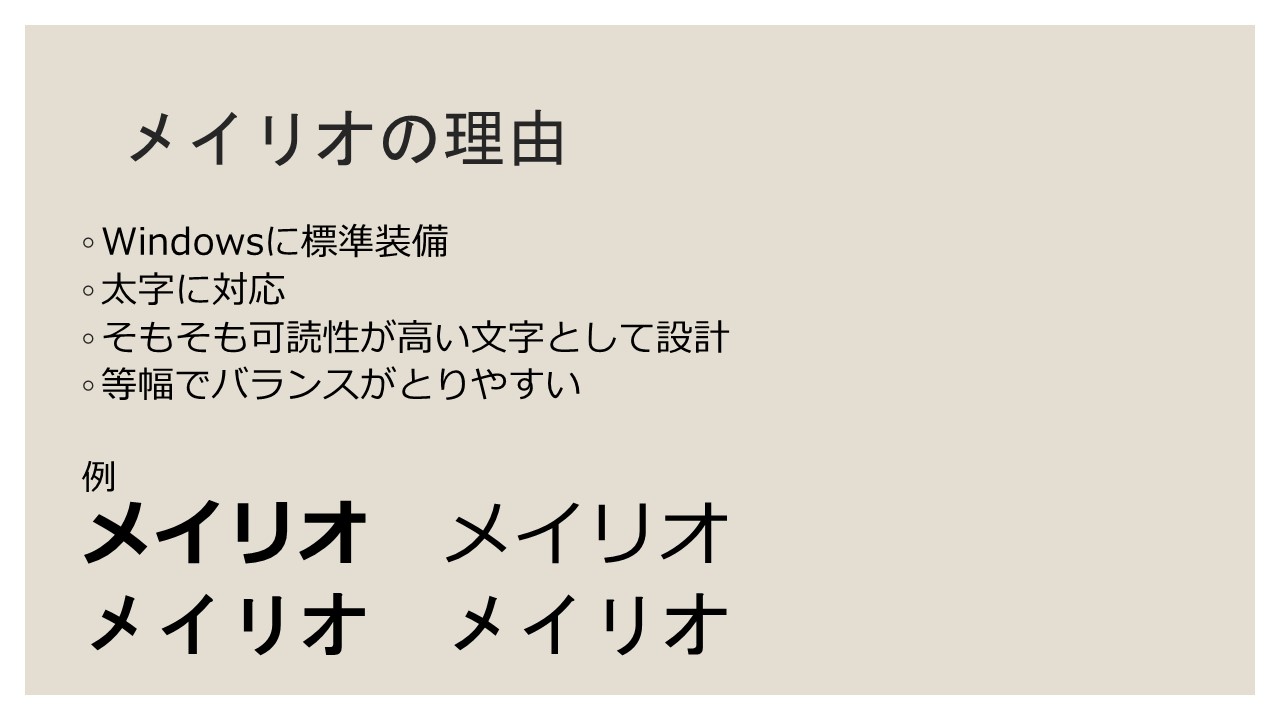 メイリオの理由
◦Windowsに標準装備
◦太字に対応
◦そもそも可読性が高い文字として設計
◦等幅でバランスがとりやすい
例
メイリオ　メイリオ
メイリオ　メイリオ